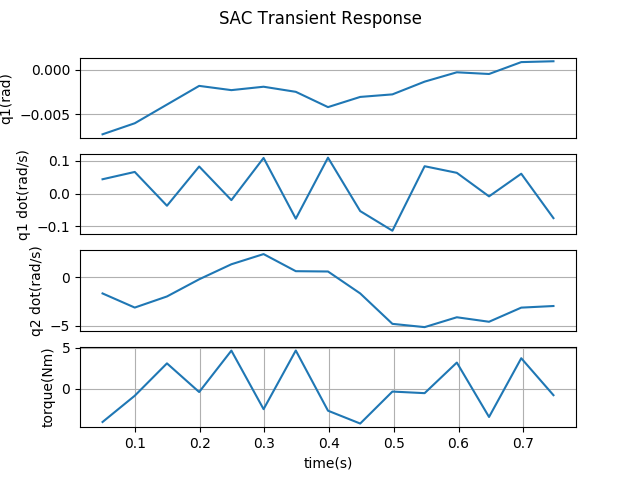 SAC Transient Response
q1(rad)
0.000
−0.005
q1 dot(rad/s)
0.1
0.0
−0.1
q2 dot(rad/s)
0
−5
torque(Nm)
5
0
0.1 0.2 0.3 0.4 0.5 0.6 0.7
time(s)